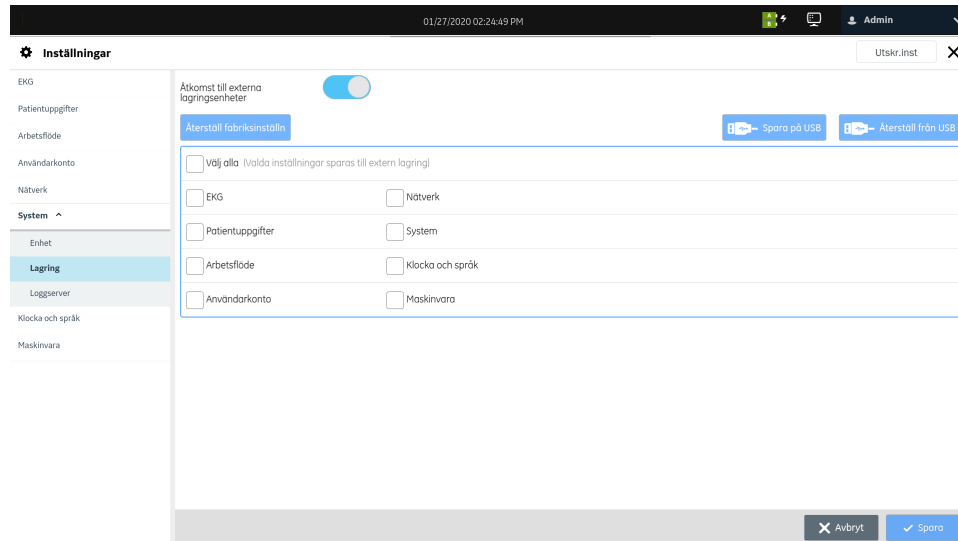 01/27/2020 02:24:49 PM
A
B
Admin
Inställningar
Utskr.inst
EKG
Patientuppgifter
Arbetsflöde
Användarkonto
Nätverk
System
Enhet
Lagring
Loggserver
Klocka och språk
Maskinvara
Åtkomst till externa
lagringsenheter
Återställ fabriksinställn
Spara på USB
Återställ från USB
Välj alla (Valda inställningar sparas till extern lagring)
EKG
Nätverk
Patientuppgifter
System
Arbetsflöde
Klocka och språk
Användarkonto
Maskinvara
Avbryt
Spara